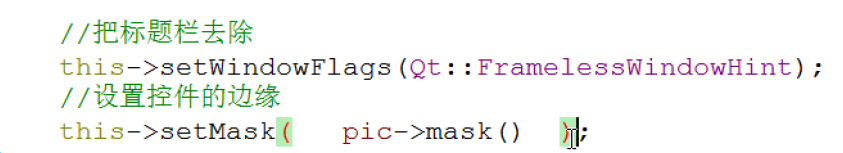 //把标题栏去除
this->setWindowFlags(Qt::FramelessWindowHint);
//设置控件的边缘
this->setMask(   pic->mask()  );